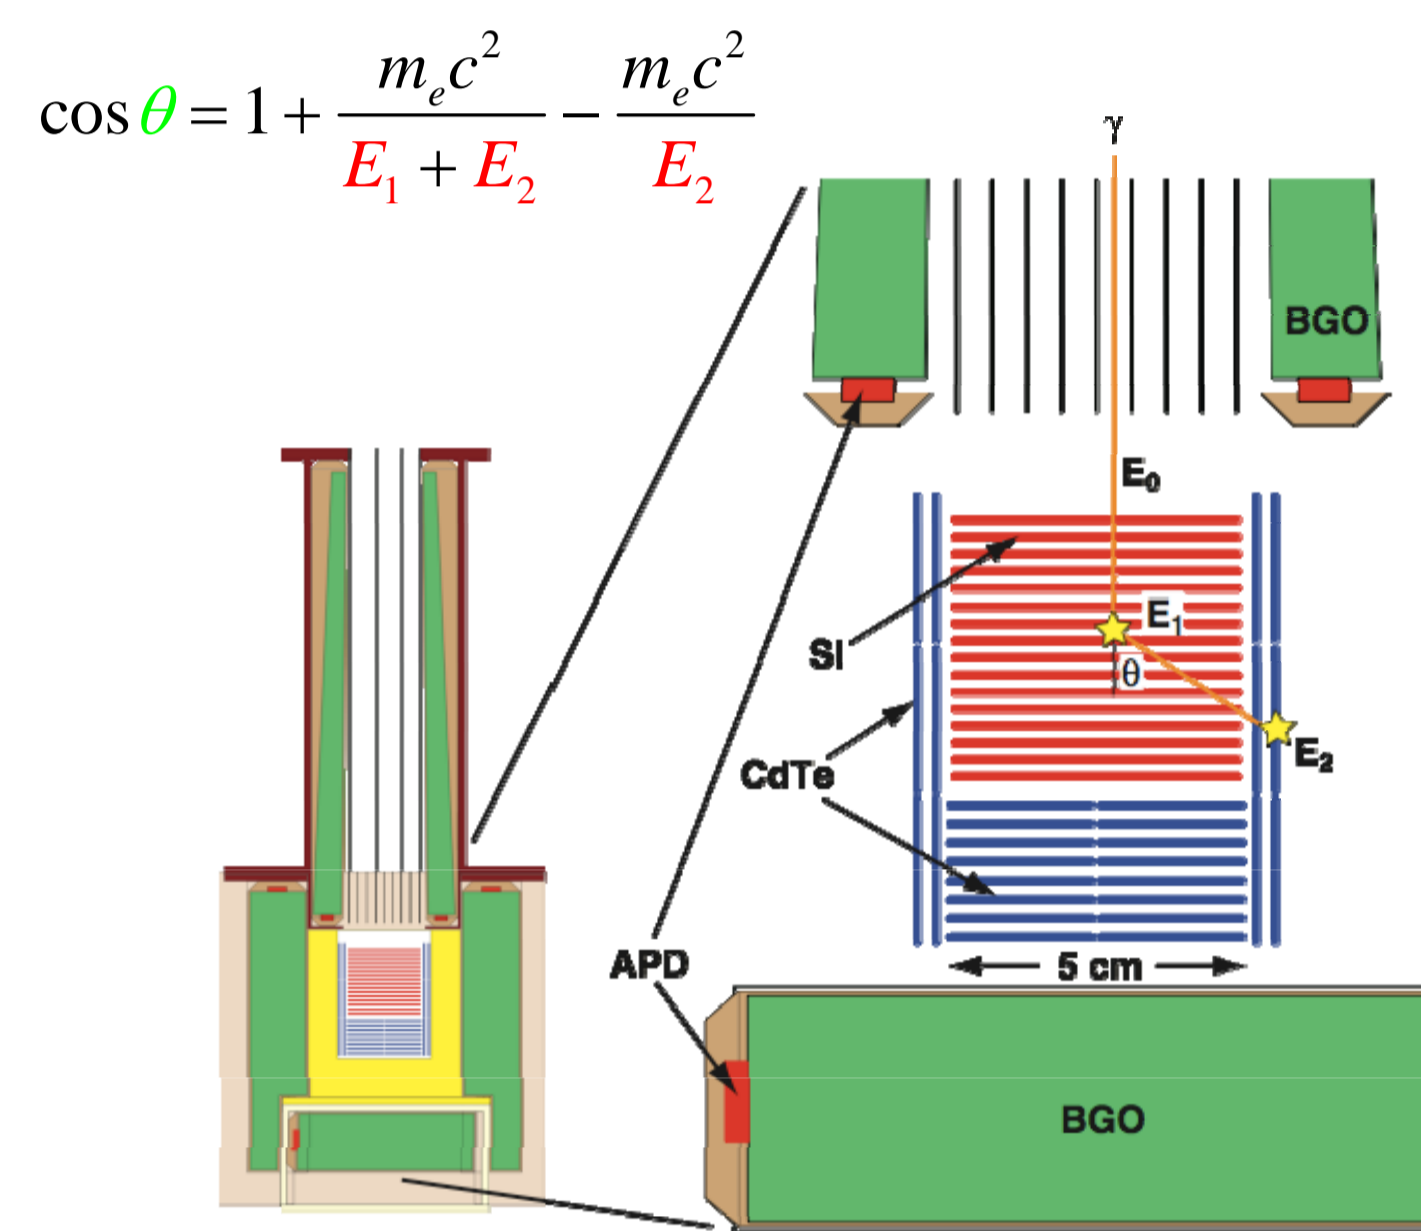 cos θ = 1 + mₑc² / (E₁ + E₂) − mₑc² / E₂
γ
BGO
E₀
SI
E₁
θ
CdTe
E₂
APD
5 cm
BGO